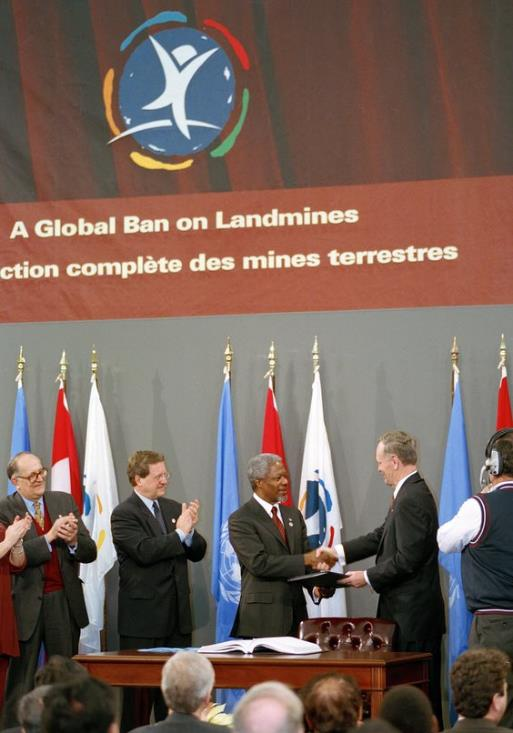 A Global Ban on Landmines
ction complète des mines terrestres